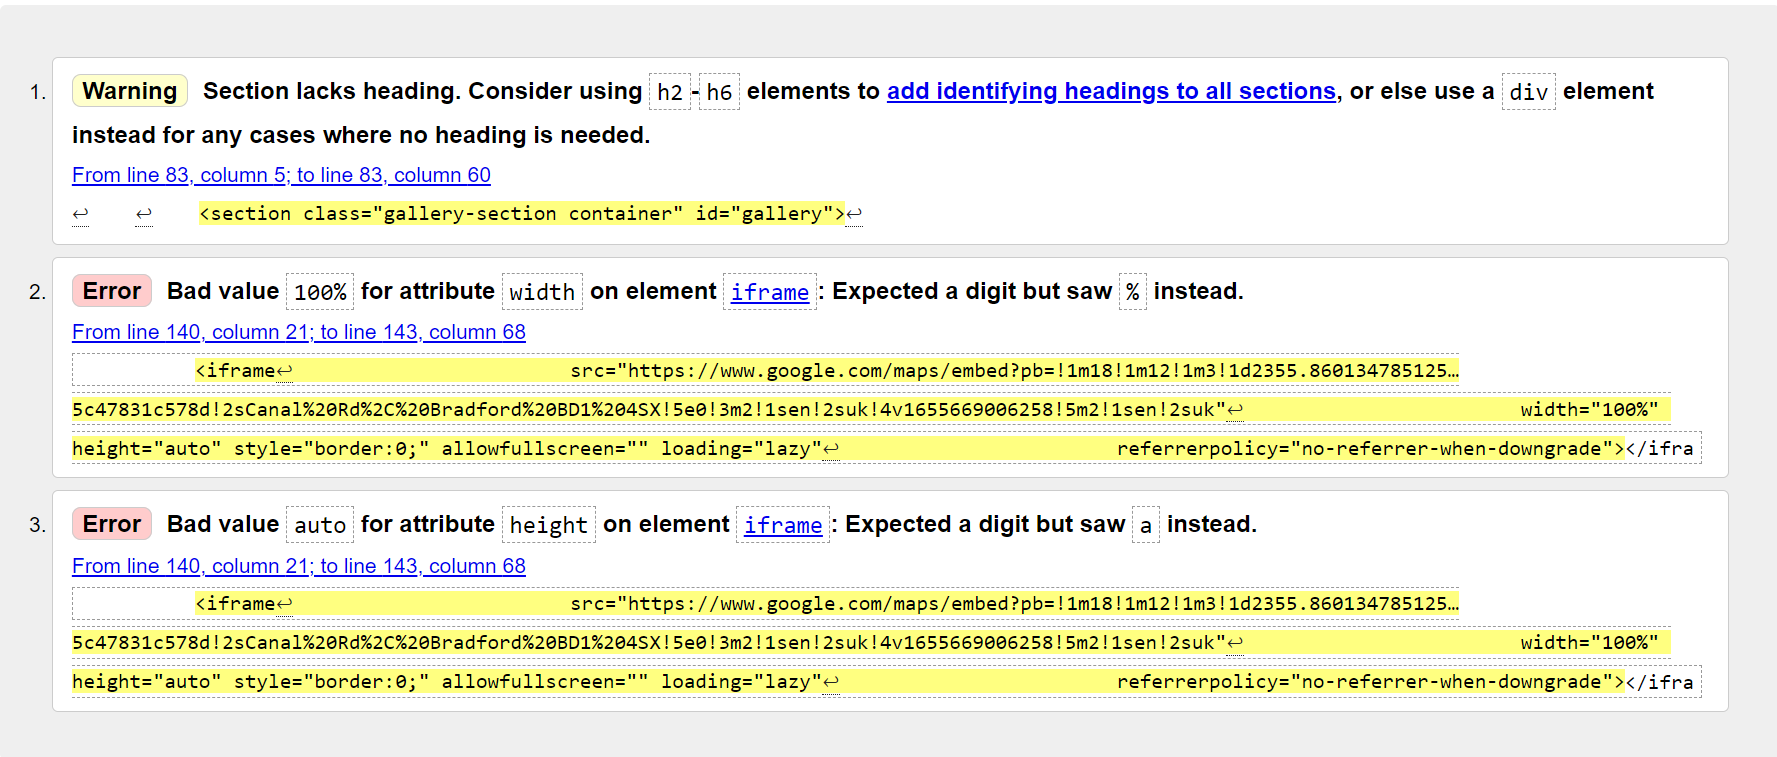 1. Warning Section lacks heading. Consider using h2-h6 elements to add identifying headings to all sections, or else use a div element
instead for any cases where no heading is needed.
From line 83, column 5; to line 83, column 60
↩ ↩ <section class="gallery-section container" id="gallery">↩
2. Error Bad value 100% for attribute width on element iframe: Expected a digit but saw % instead.
From line 140, column 21; to line 143, column 68
<iframe↩ src="https://www.google.com/maps/embed?pb=!1m18!1m12!1m3!1d2355.860134785125…
5c47831c578d!2sCanal%20Rd%2C%20Bradford%20BD1%204SX!5e0!3m2!1sen!2suk!4v1655669006258!5m2!1sen!2suk"↩ width="100%"
height="auto" style="border:0;" allowfullscreen="" loading="lazy"↩ referrerpolicy="no-referrer-when-downgrade"></ifra
3. Error Bad value auto for attribute height on element iframe: Expected a digit but saw a instead.
From line 140, column 21; to line 143, column 68
<iframe↩ src="https://www.google.com/maps/embed?pb=!1m18!1m12!1m3!1d2355.860134785125…
5c47831c578d!2sCanal%20Rd%2C%20Bradford%20BD1%204SX!5e0!3m2!1sen!2suk!4v1655669006258!5m2!1sen!2suk"↩ width="100%"
height="auto" style="border:0;" allowfullscreen="" loading="lazy"↩ referrerpolicy="no-referrer-when-downgrade"></ifra